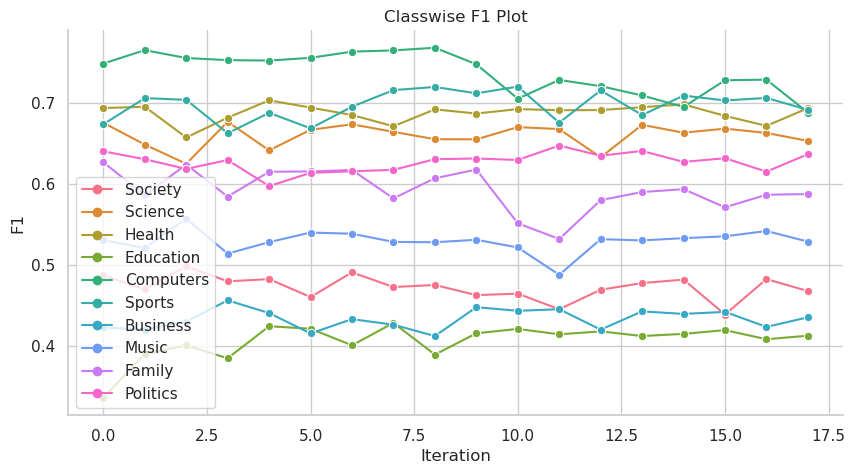 Classwise F1 Plot
F1
0.7
0.6
0.5
0.4
Society
Science
Health
Education
Computers
Sports
Business
Music
Family
Politics
0.0 2.5 5.0 7.5 10.0 12.5 15.0 17.5
Iteration